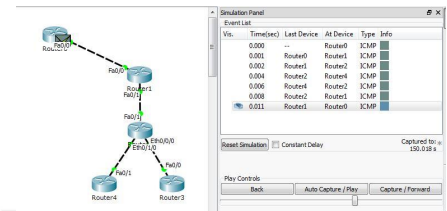 Simulation Panel
Event List
Vis. Time(sec) Last Device At Device Type Info
0.000 -- Router0 ICMP
0.001 Router0 Router1 ICMP
0.002 Router1 Router2 ICMP
0.004 Router2 Router4 ICMP
0.006 Router4 Router2 ICMP
0.008 Router2 Router1 ICMP
0.011 Router1 Router0 ICMP
Reset Simulation Constant Delay
Captured to:
150.018 s
Play Controls
Back Auto Capture / Play Capture / Forward
Fa0/0
Fa0/0
Router1
Fa0/1
Fa0/1
Eth0/0/0
Eth0/1/0
Fa0/1
Fa0/0
Router4
Router3